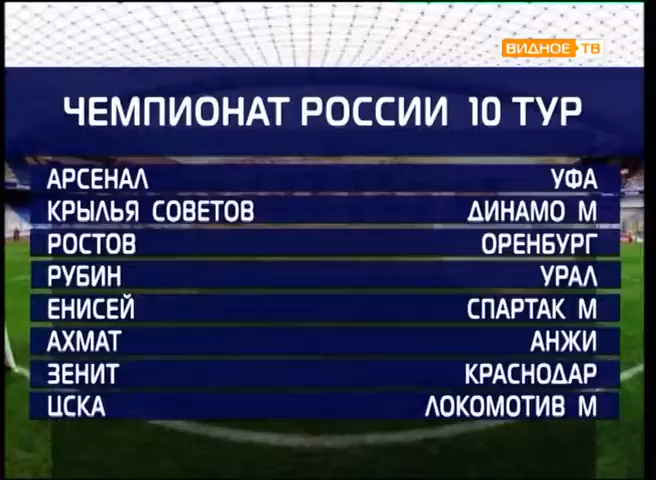 ВИДНОЕ ТВ
ЧЕМПИОНАТ РОССИИ 10 ТУР
АРСЕНАЛ УФА
КРЫЛЬЯ СОВЕТОВ ДИНАМО М
РОСТОВ ОРЕНБУРГ
РУБИН УРАЛ
ЕНИСЕЙ СПАРТАК М
АХМАТ АНЖИ
ЗЕНИТ КРАСНОДАР
ЦСКА ЛОКОМОТИВ М